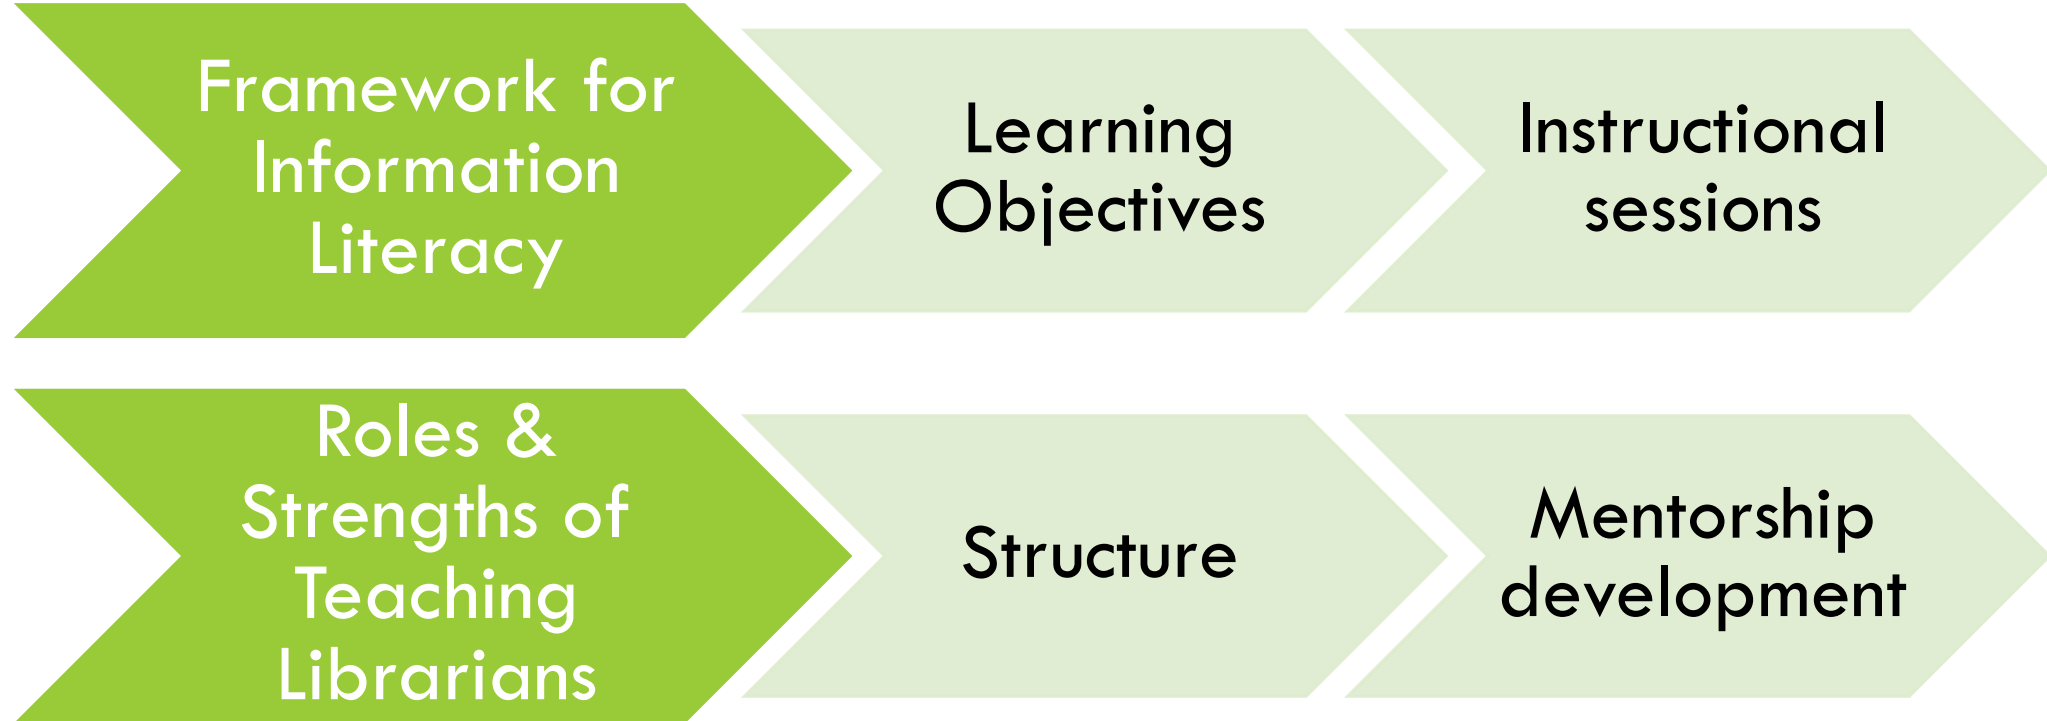 Framework for
Information
Literacy
Learning
Objectives
Instructional
sessions
Roles &
Strengths of
Teaching
Librarians
Structure
Mentorship
development